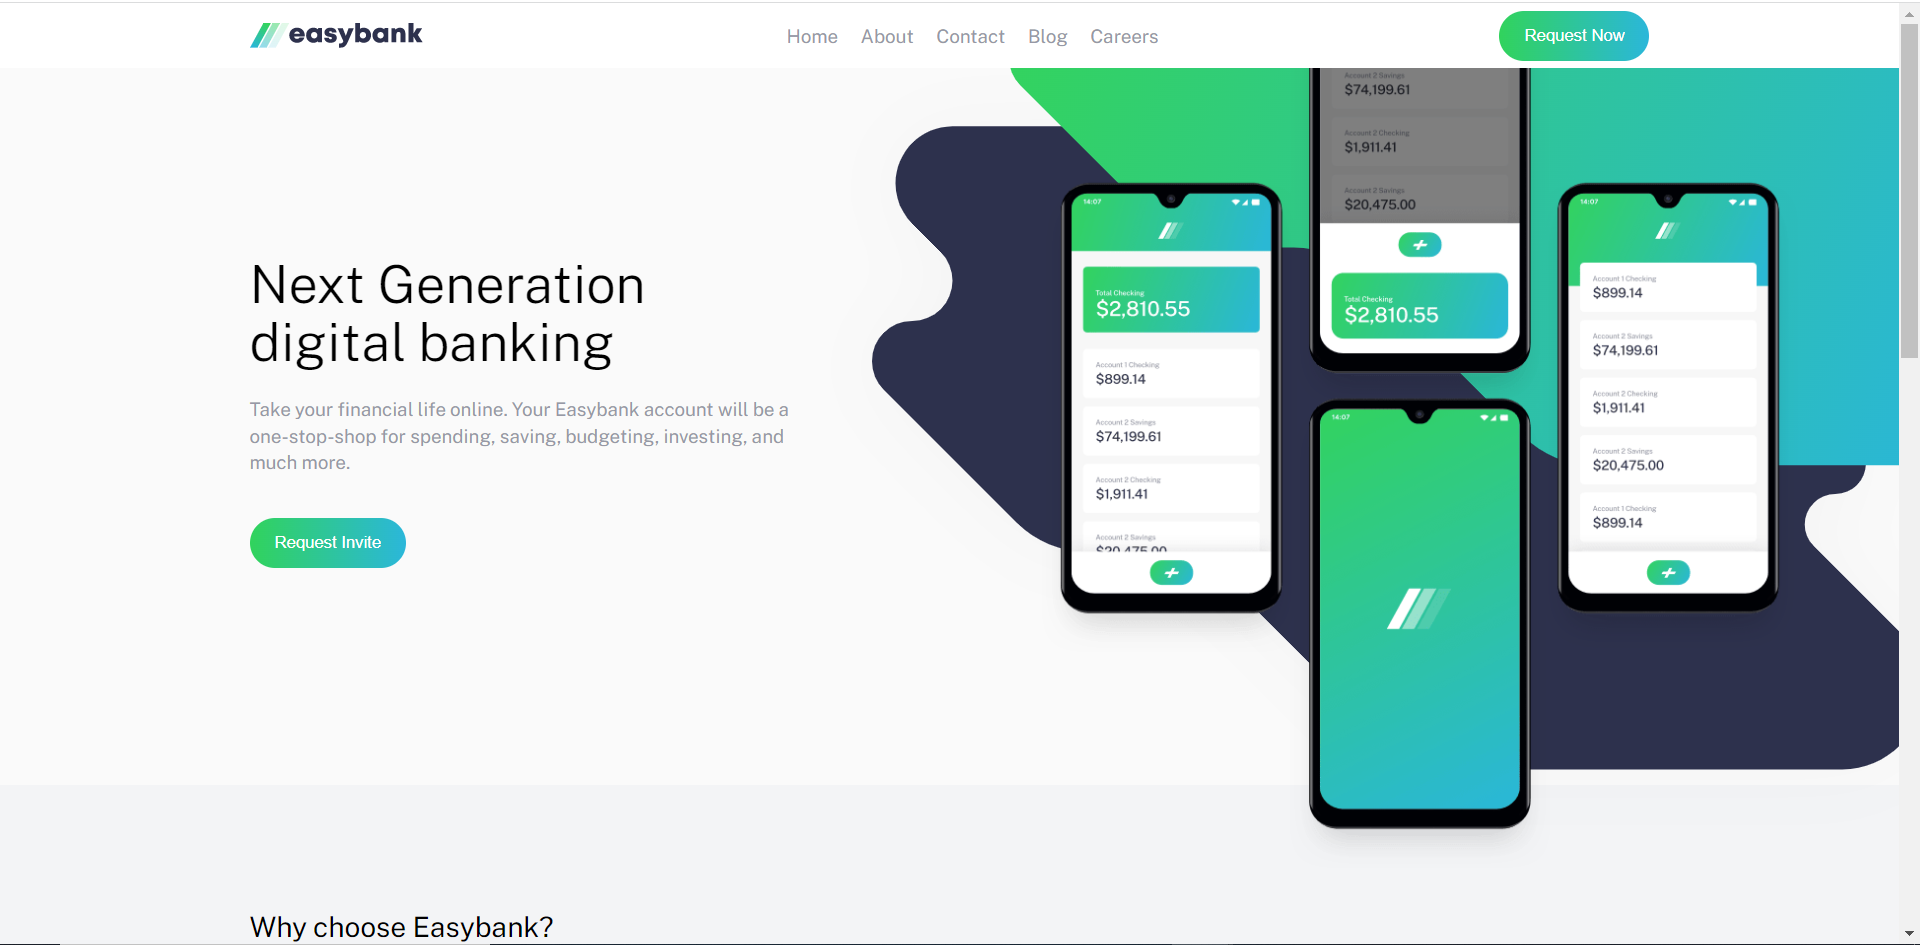 easybank
Home
About
Contact
Blog
Careers
Request Now
Next Generation
digital banking
Take your financial life online. Your Easybank account will be a
one-stop-shop for spending, saving, budgeting, investing, and
much more.
Request Invite
14:07
Total Checking
$2,810.55
Account 1 Checking
$899.14
Account 2 Savings
$74,199.61
Account 2 Checking
$1,911.41
Account 2 Savings
$20,475.00
Account 2 Savings
$74,199.61
Account 2 Checking
$1,911.41
Account 2 Savings
$20,475.00
Total Checking
$2,810.55
14:07
14:07
Account 1 Checking
$899.14
Account 2 Savings
$74,199.61
Account 2 Checking
$1,911.41
Account 2 Savings
$20,475.00
Account 1 Checking
$899.14
Why choose Easybank?